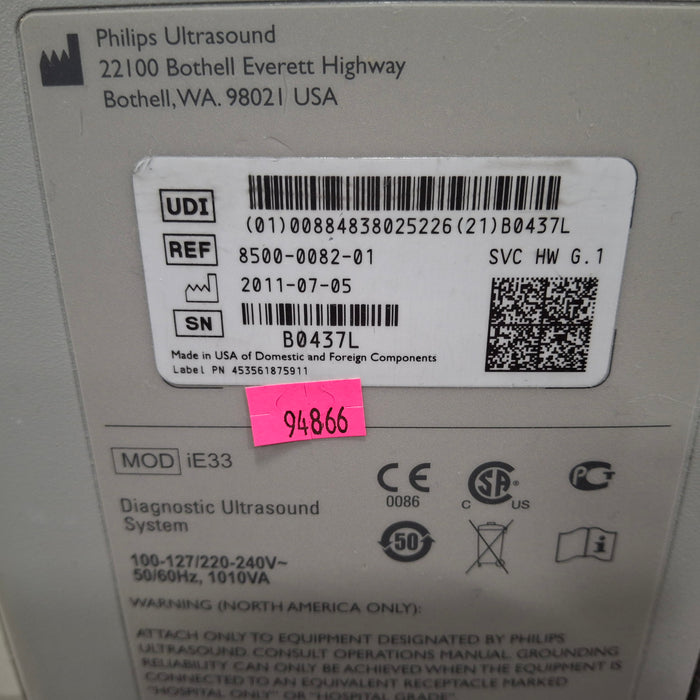 Philips Ultrasound
22100 Bothell Everett Highway
Bothell, WA. 98021 USA
UDI
(01)00884838025226(21)B0437L
REF 8500-0082-01 SVC HW G.1
2011-07-05
SN
B0437L
Made in USA of Domestic and Foreign Components
Label PN 453561875911
94866
MOD iE33
CE
0086
CSA
C US
PCT
Diagnostic Ultrasound
System
50
i
100-127/220-240V~
50/60Hz, 1010VA
WARNING (NORTH AMERICA ONLY):
ATTACH ONLY TO EQUIPMENT DESIGNATED BY PHILIPS
ULTRASOUND. CONSULT OPERATIONS MANUAL. GROUNDING
RELIABILITY CAN ONLY BE ACHIEVED WHEN THE EQUIPMENT IS
CONNECTED TO AN EQUIVALENT RECEPTACLE MARKED
"HOSPITAL ONLY" OR "HOSPITAL GRADE"